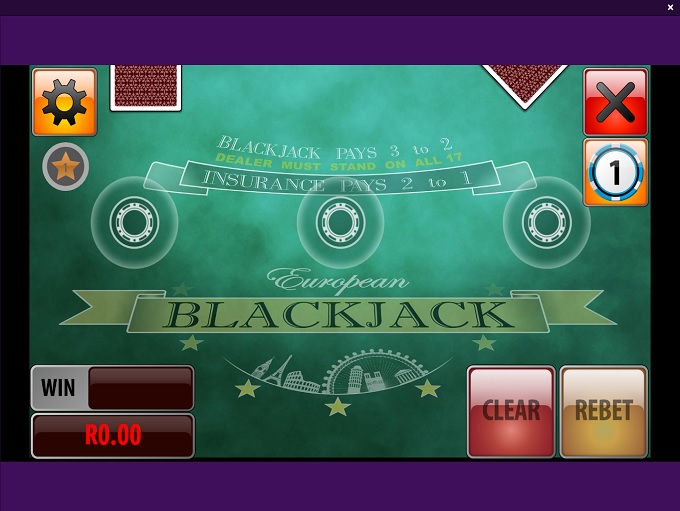 BLACKJACK PAYS 3 to 2
DEALER MUST STAND ON ALL 17
INSURANCE PAYS 2 to 1
1
European
BLACKJACK
WIN
R0.00
CLEAR
REBET